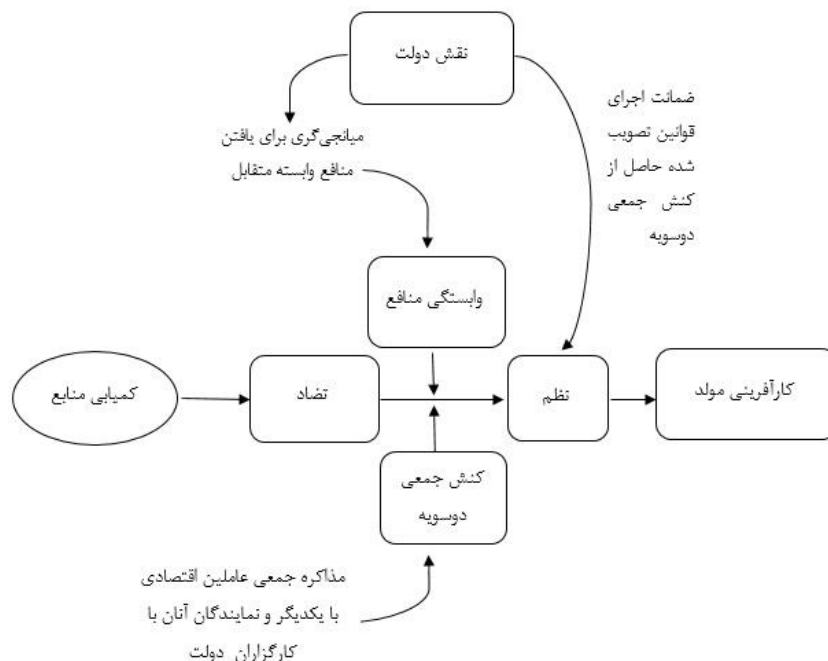 نقش دولت
ضمانت اجرای
قوانین تصویب
شده حاصل از
کنش جمعی
دوسویه
میانجی‌گری برای یافتن
منافع وابسته متقابل
وابستگی منافع
کمیابی منابع
تضاد
نظم
کارآفرینی مولد
کنش جمعی
دوسویه
مذاکره جمعی عاملین اقتصادی
با یکدیگر و نمایندگان آنان با
کارگزاران دولت